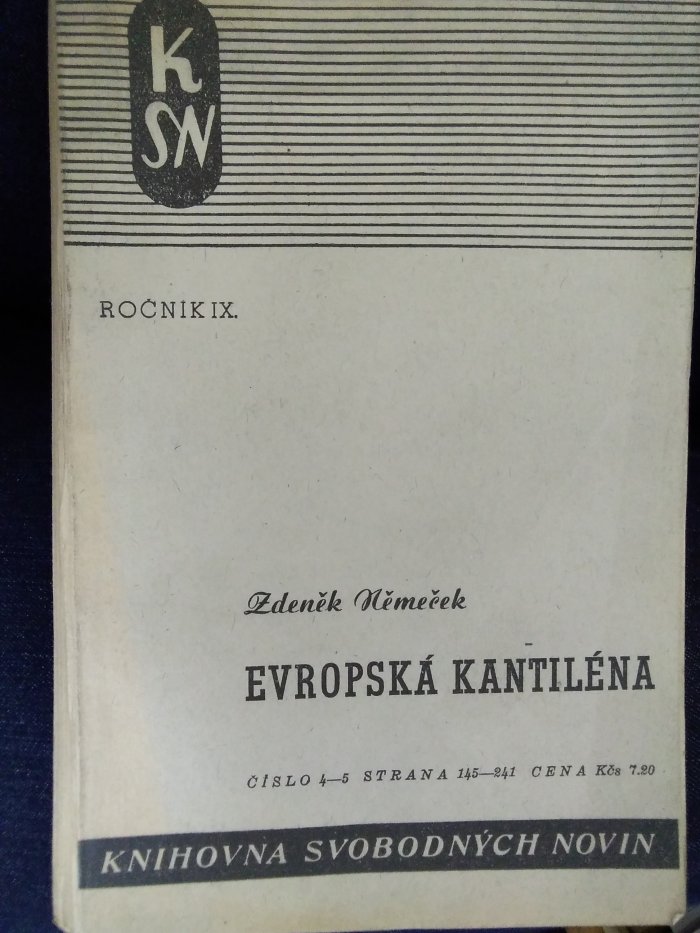 K
SN
ROČNÍK IX.
Zdeněk Němeček
EVROPSKÁ KANTILÉNA
ČÍSLO 4—5 STRANA 145—241 CENA Kčs 7.20
KNIHOVNA SVOBODNÝCH NOVIN